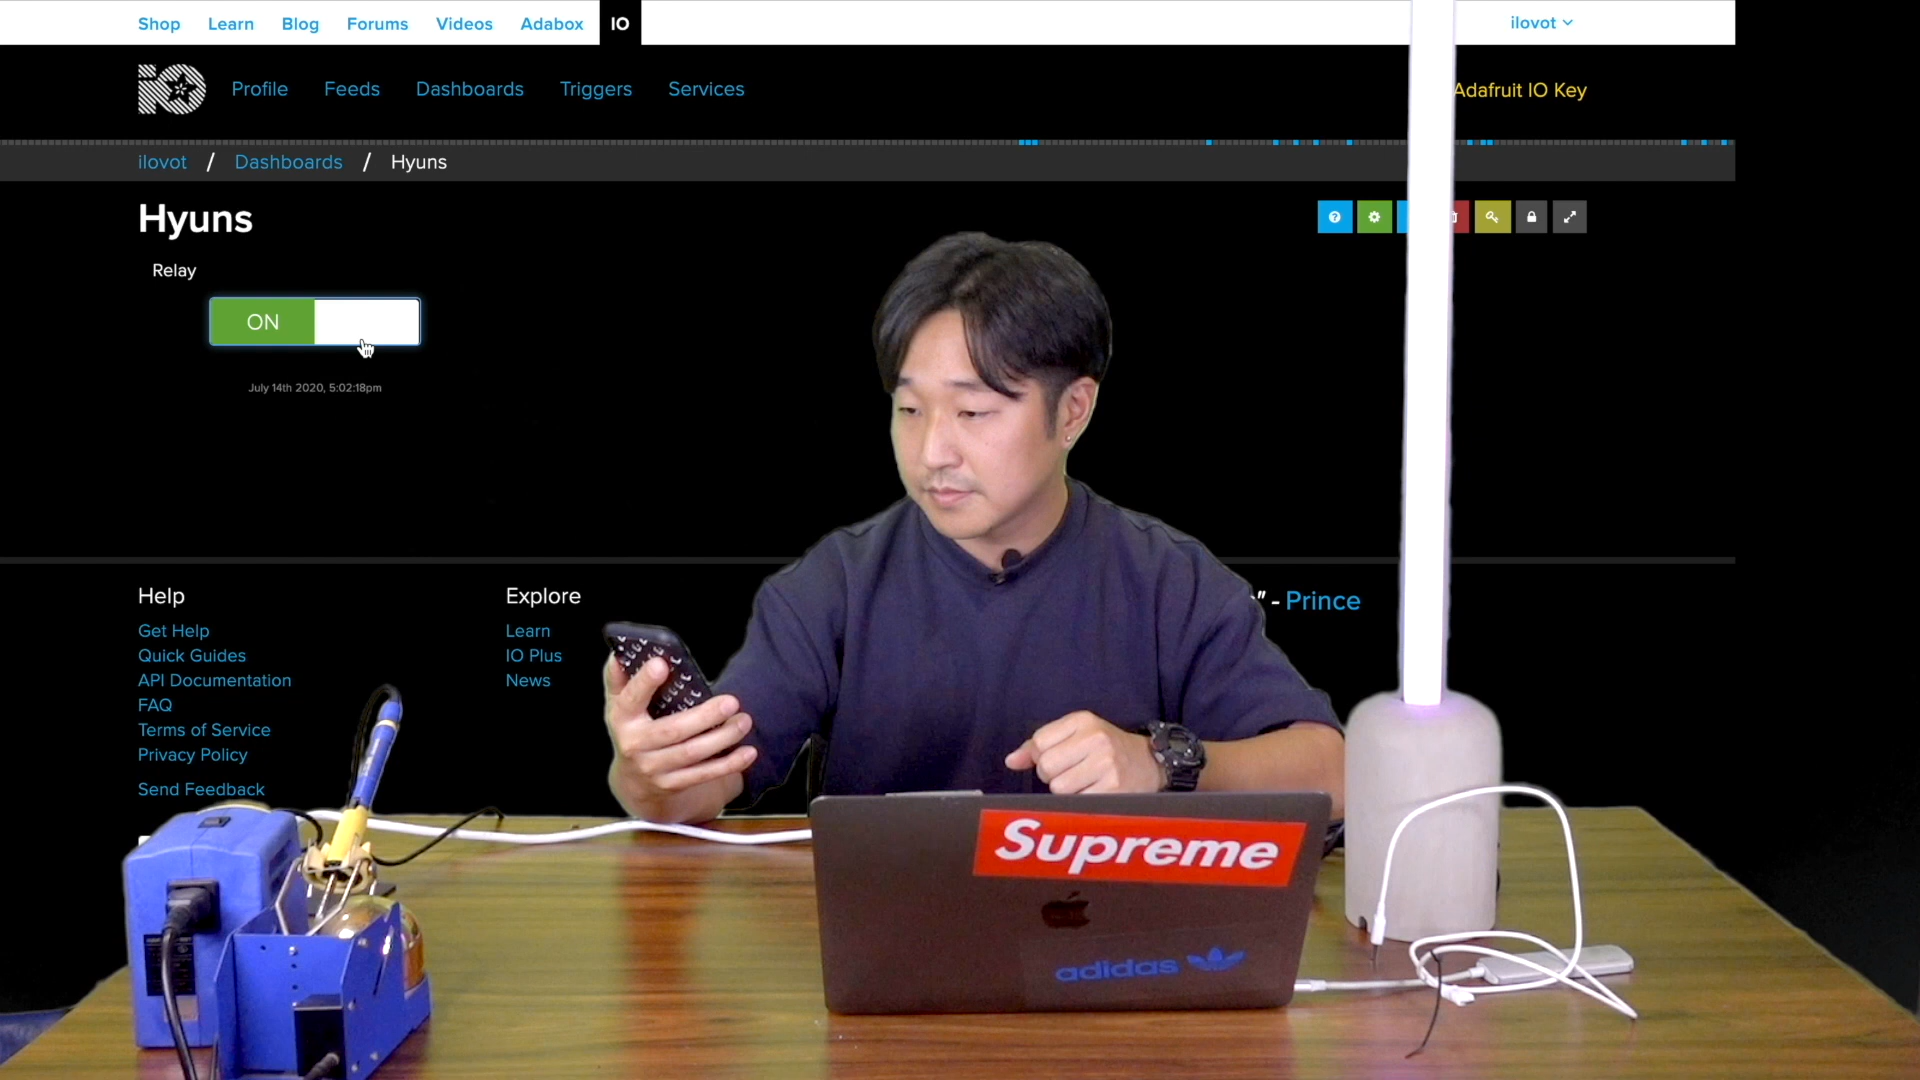 Shop Learn Blog Forums Videos Adabox IO ilovot
iO Profile Feeds Dashboards Triggers Services Adafruit IO Key
ilovot / Dashboards / Hyuns
Hyuns
Relay
ON
July 14th 2020, 5:02:18pm
Help
Get Help
Quick Guides
API Documentation
FAQ
Terms of Service
Privacy Policy
Send Feedback
Explore
Learn
IO Plus
News
" - Prince
Supreme
adidas